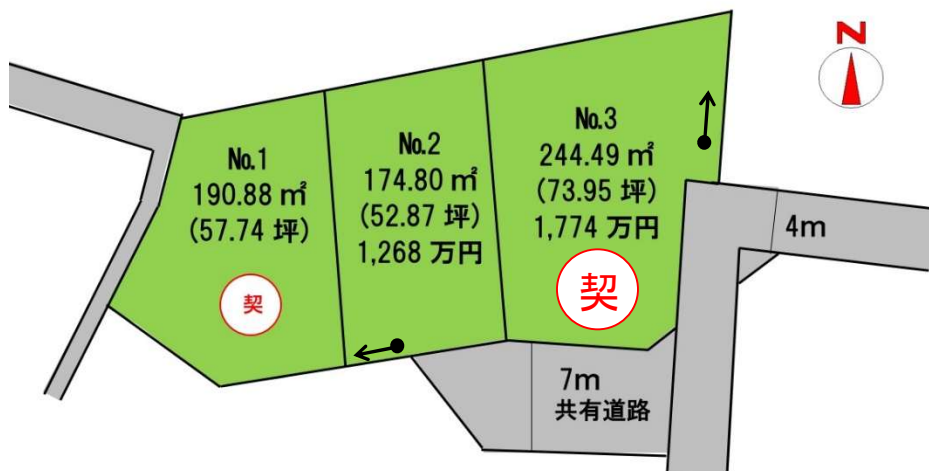 N
No.1
190.88 ㎡
(57.74 坪)
契
No.2
174.80 ㎡
(52.87 坪)
1,268 万円
No.3
244.49 ㎡
(73.95 坪)
1,774 万円
契
4m
7m
共有道路